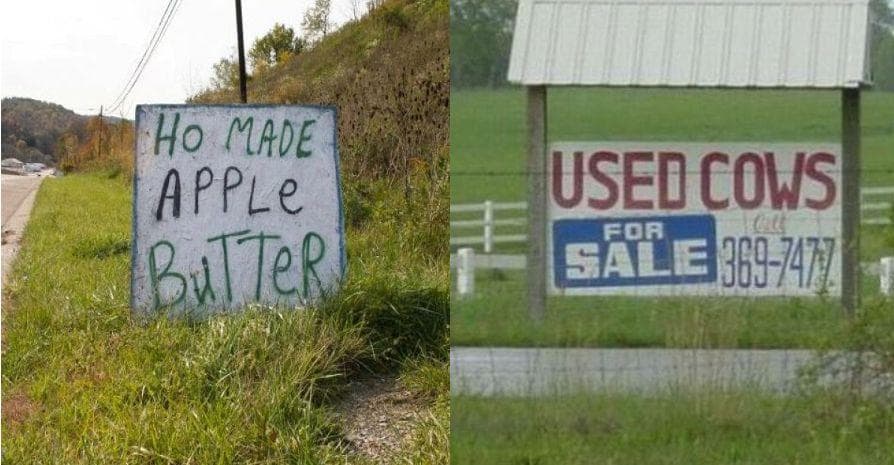 HO MADE
APPLE
BUTTER
USED COWS
FOR
SALE
Call
369-7477